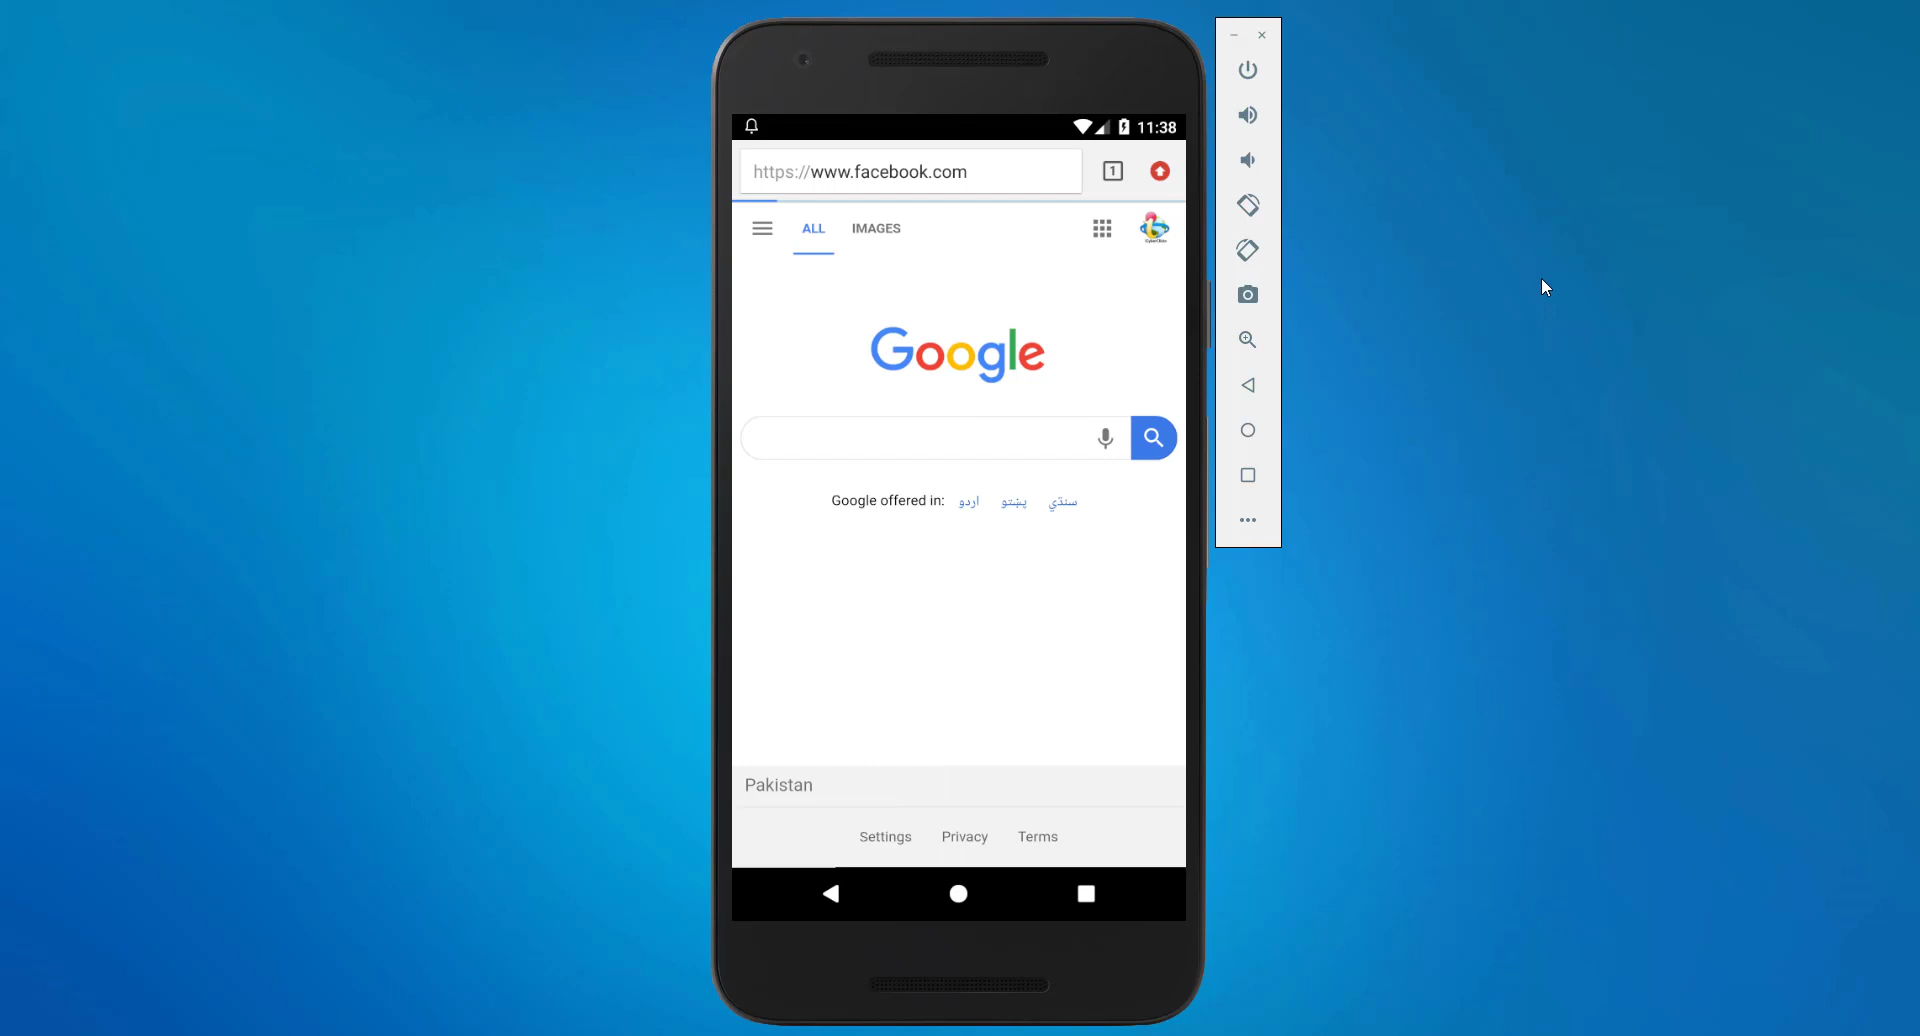 11:38
https://www.facebook.com
1
ALL IMAGES
Google
Google offered in: اردو پښتو سنڌي
Pakistan
Settings Privacy Terms